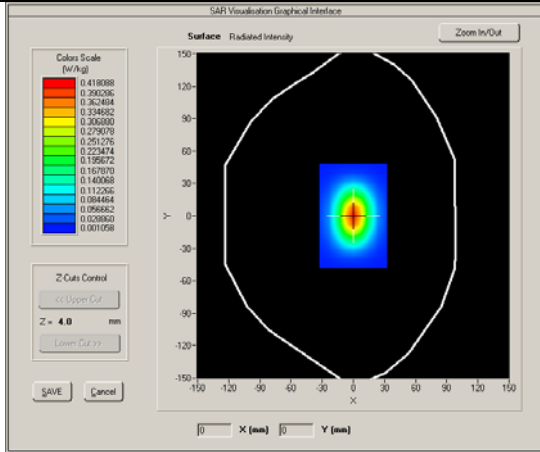 SAR Visualisation Graphical Interface
Surface Radiated Intensity
Zoom In/Out
Colors Scale
(W/kg)
0.418088
0.390286
0.362484
0.334682
0.306880
0.279078
0.251276
0.223474
0.195672
0.167870
0.140068
0.112266
0.084464
0.056662
0.028860
0.001058
Z-Cuts Control
<< Upper Cut
Z = 4.0 mm
Lower Cut >>
SAVE Cancel
150
120
90
60
30
0
-30
-60
-90
-120
-150
Y
-150 -120 -90 -60 -30 0 30 60 90 120 150
X
0 X (mm) 0 Y (mm)